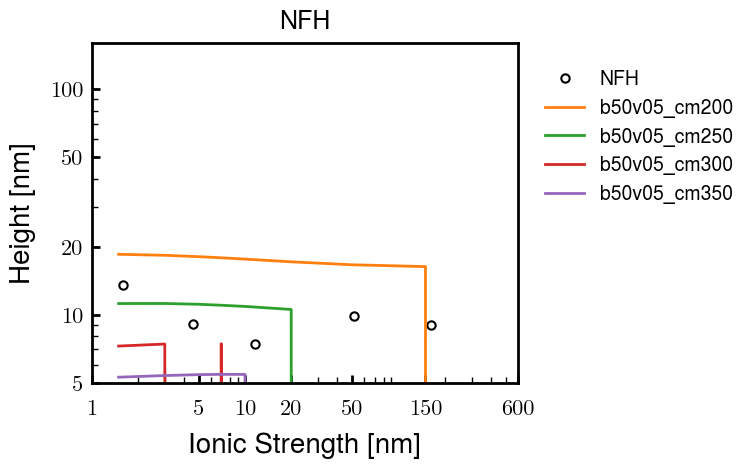 NFH
100
50
20
10
5
Height [nm]
1
5
10
20
50
150
600
Ionic Strength [nm]
NFH
b50v05_cm200
b50v05_cm250
b50v05_cm300
b50v05_cm350